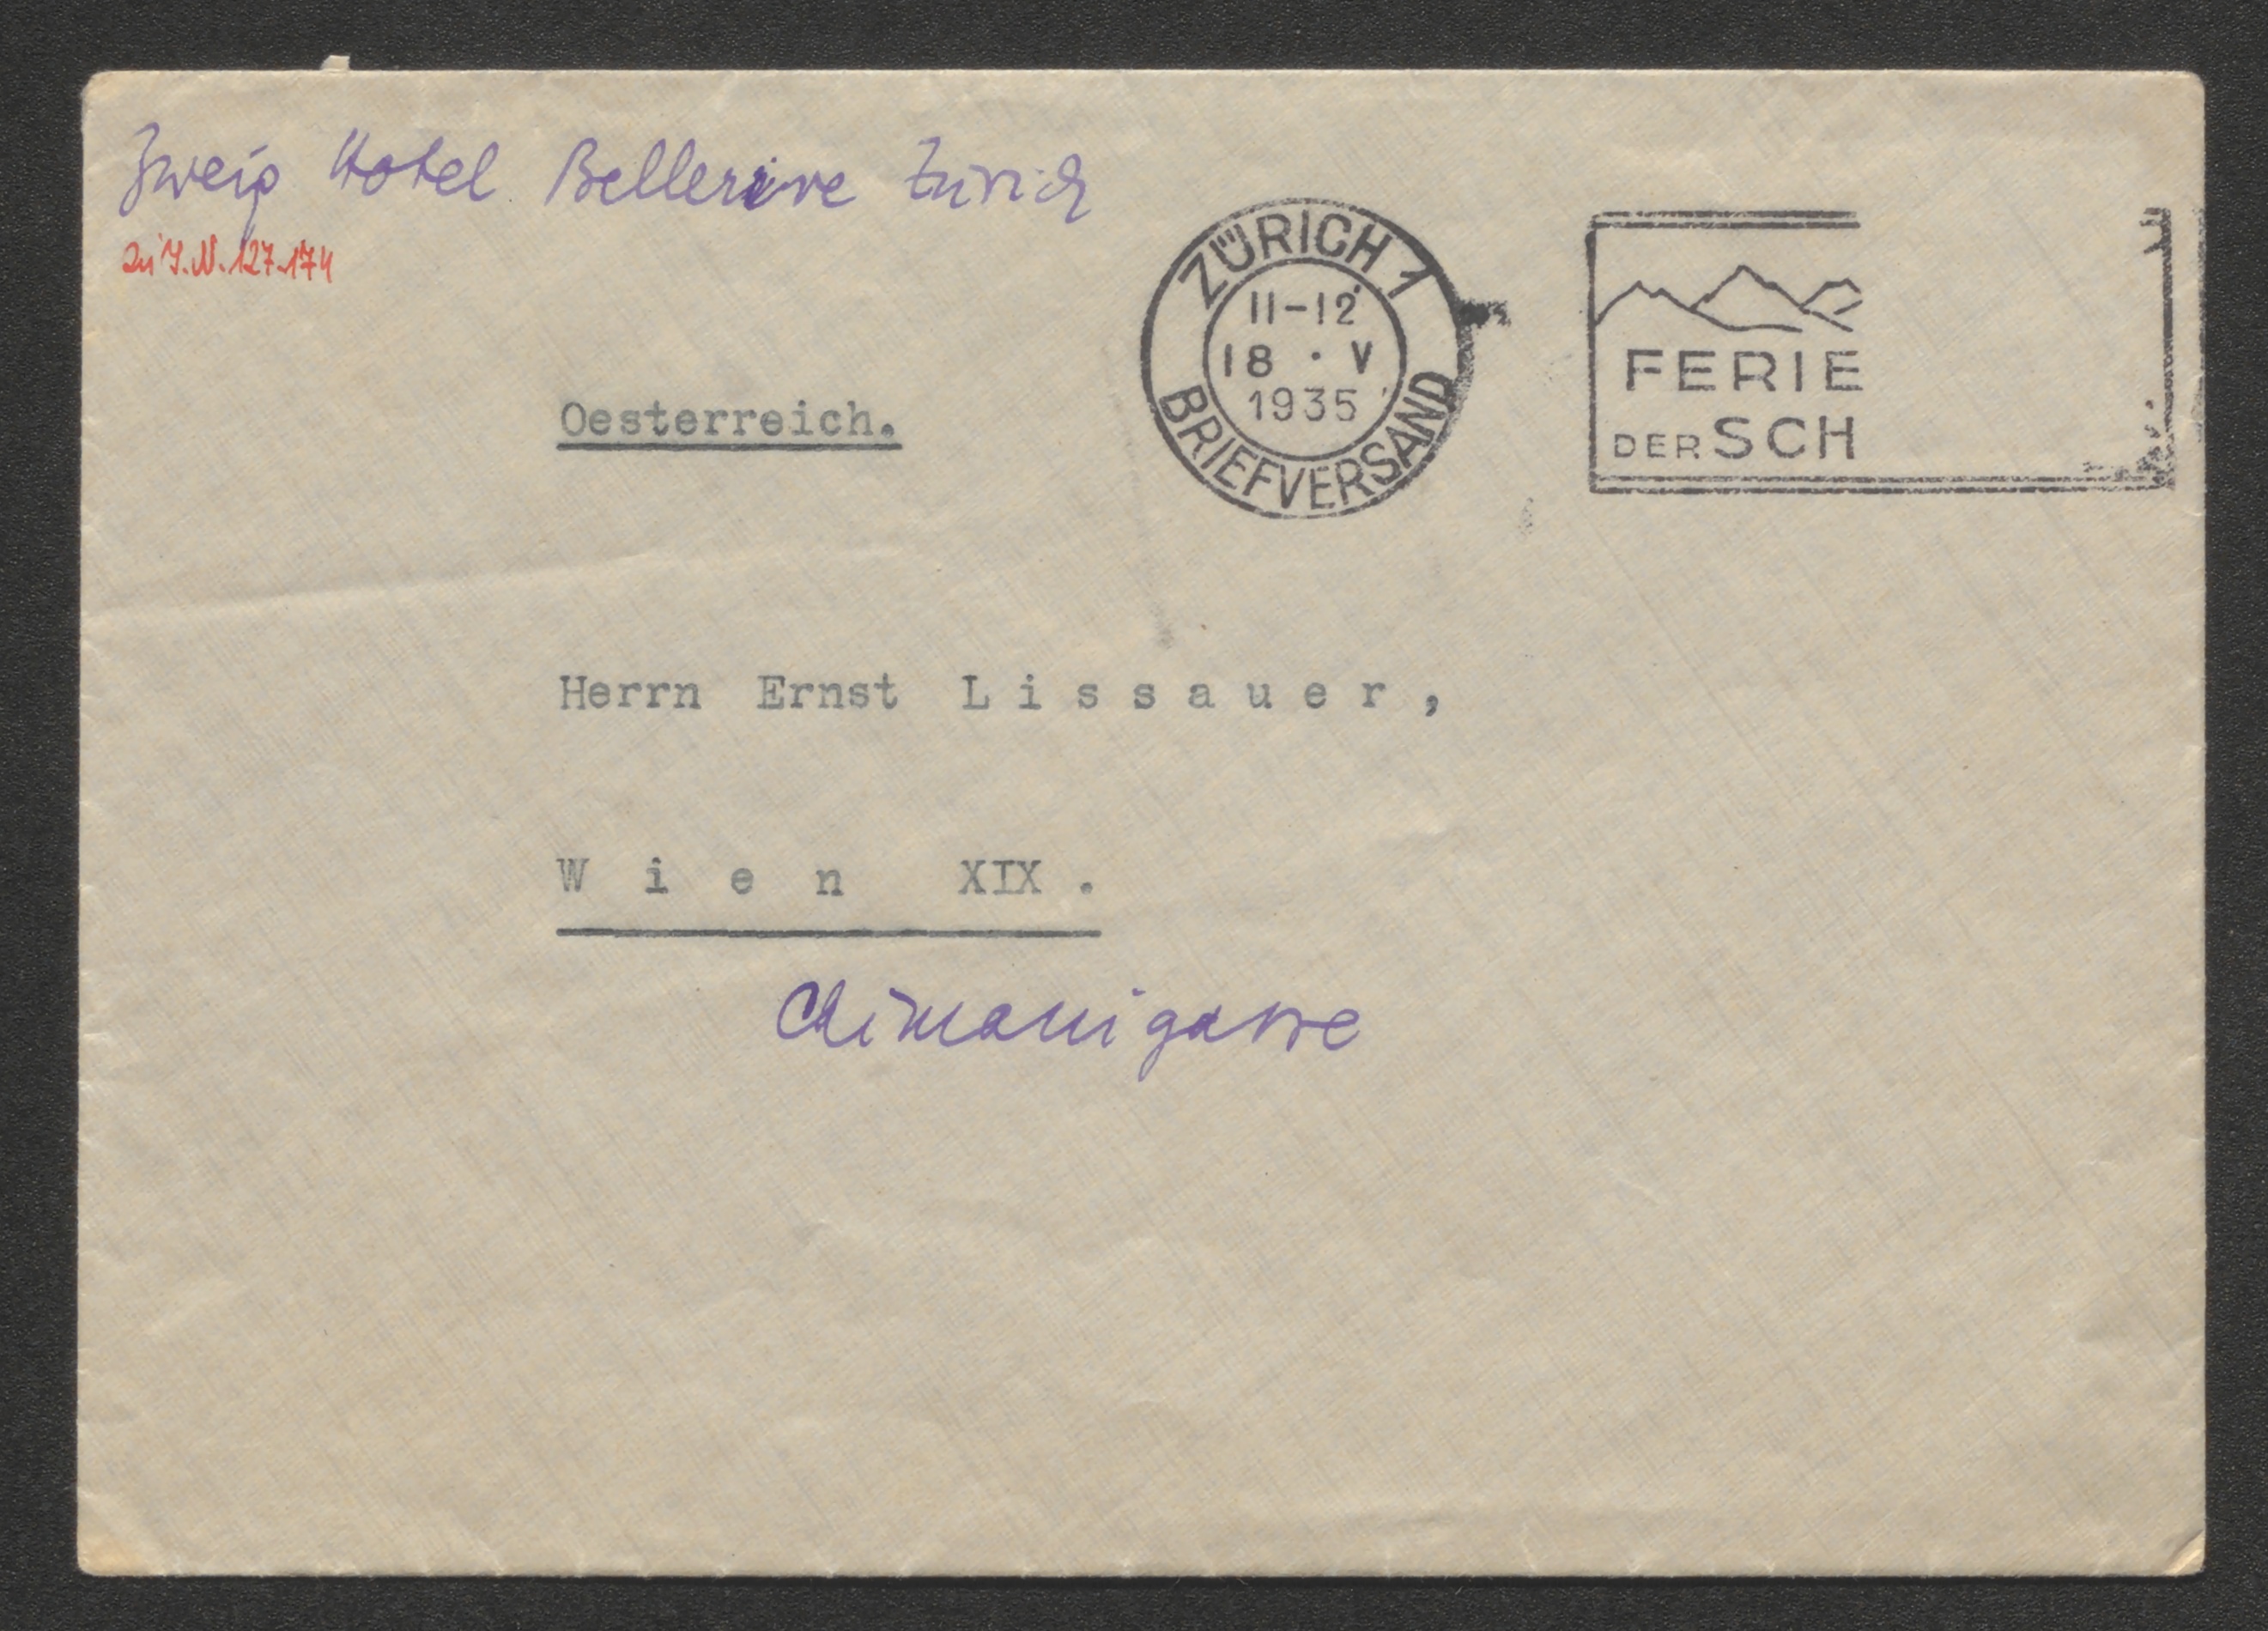 Zweig Hotel Bellerive Zürich
zu I.N. 127.174
ZÜRICH 1
11-12
18 · V
1935
BRIEFVERSAND
FERIE
DER SCH
Oesterreich.
Herrn Ernst Lissauer,
Wien XIX.
Chimanigasse